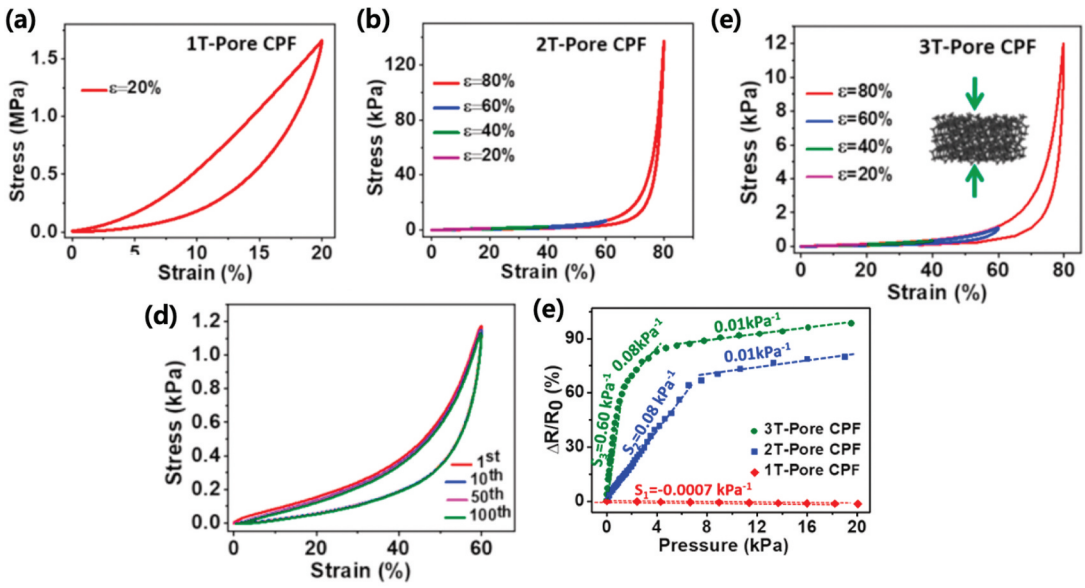 (a)
1T-Pore CPF
ε=20%
1.5
1.0
0.5
0.0
Stress (MPa)
0 5 10 15 20
Strain (%)
(b)
2T-Pore CPF
ε=80%
ε=60%
ε=40%
ε=20%
120
80
40
0
Stress (kPa)
0 20 40 60 80
Strain (%)
(e)
3T-Pore CPF
ε=80%
ε=60%
ε=40%
ε=20%
12
10
8
6
4
2
0
Stress (kPa)
0 20 40 60 80
Strain (%)
(d)
1.2
1.0
0.8
0.6
0.4
0.2
0.0
Stress (kPa)
1st
10th
50th
100th
0 20 40 60
Strain (%)
(e)
90
60
30
0
ΔR/R0 (%)
S3=0.60 kPa-1
0.08kPa-1
0.01kPa-1
S2=0.08 kPa-1
0.01kPa-1
3T-Pore CPF
2T-Pore CPF
1T-Pore CPF
S1=-0.0007 kPa-1
0 4 8 12 16 20
Pressure (kPa)